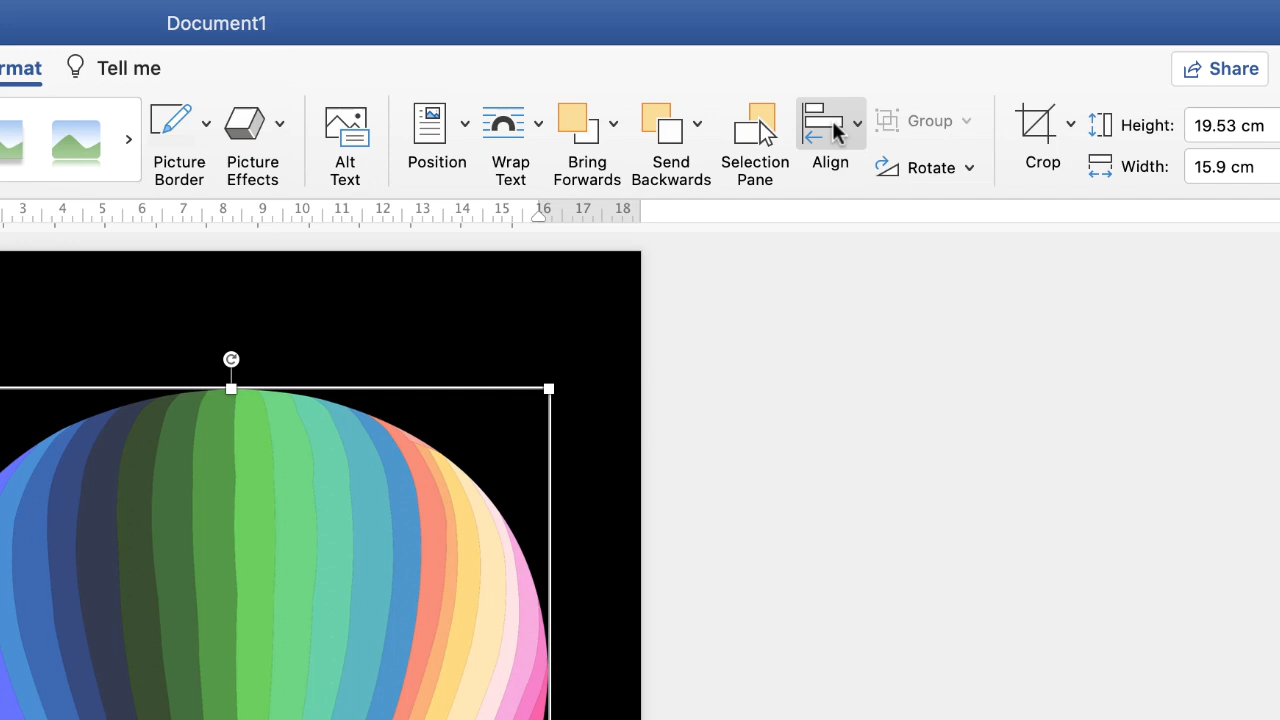 Document1
rmat Tell me Share
Picture Border
Picture Effects
Alt Text
Position
Wrap Text
Bring Forwards
Send Backwards
Selection Pane
Align
Group
Rotate
Crop
Height: 19.53 cm
Width: 15.9 cm
3 4 5 6 7 8 9 10 11 12 13 14 15 16 17 18